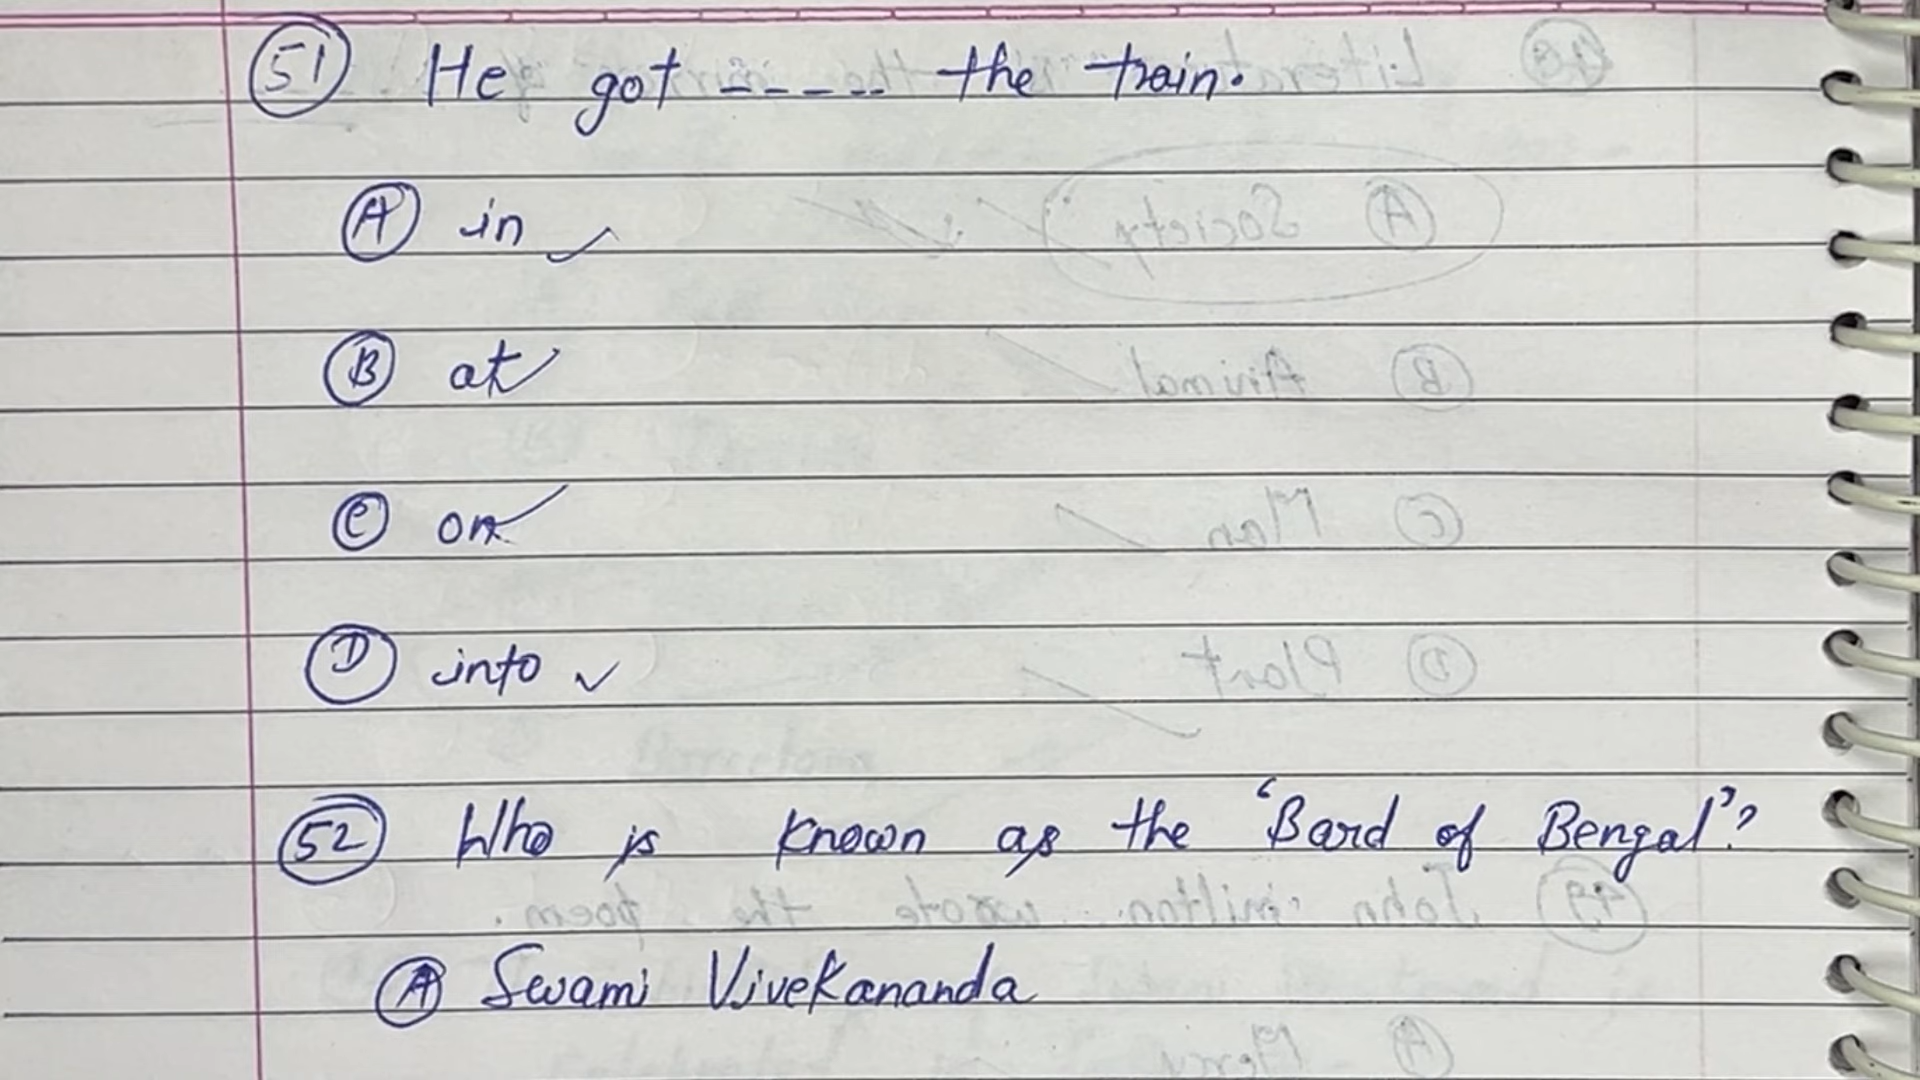 51 He got ----- the train.
A in
B at
C on
D into
52 Who is known as the 'Bard of Bengal'?
A Swami Vivekananda